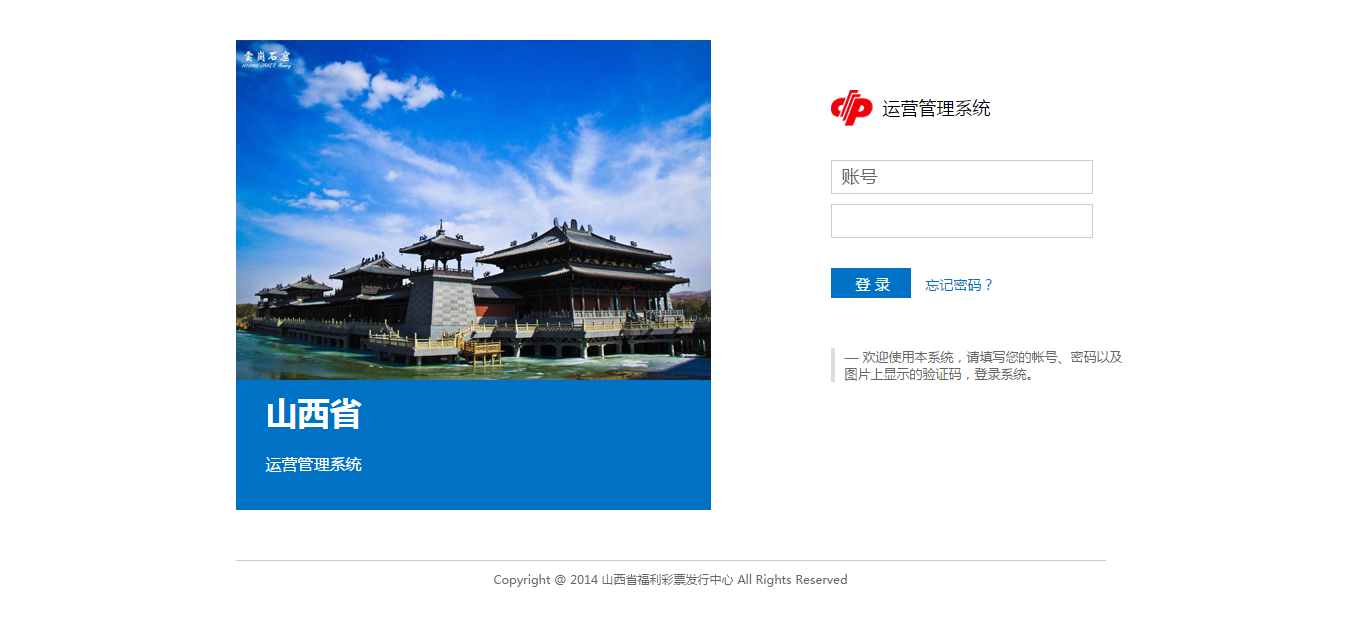 雲崗石窟
运营管理系统
账号
登 录
忘记密码？
— 欢迎使用本系统，请填写您的帐号、密码以及
图片上显示的验证码，登录系统。
山西省
运营管理系统
Copyright @ 2014 山西省福利彩票发行中心 All Rights Reserved